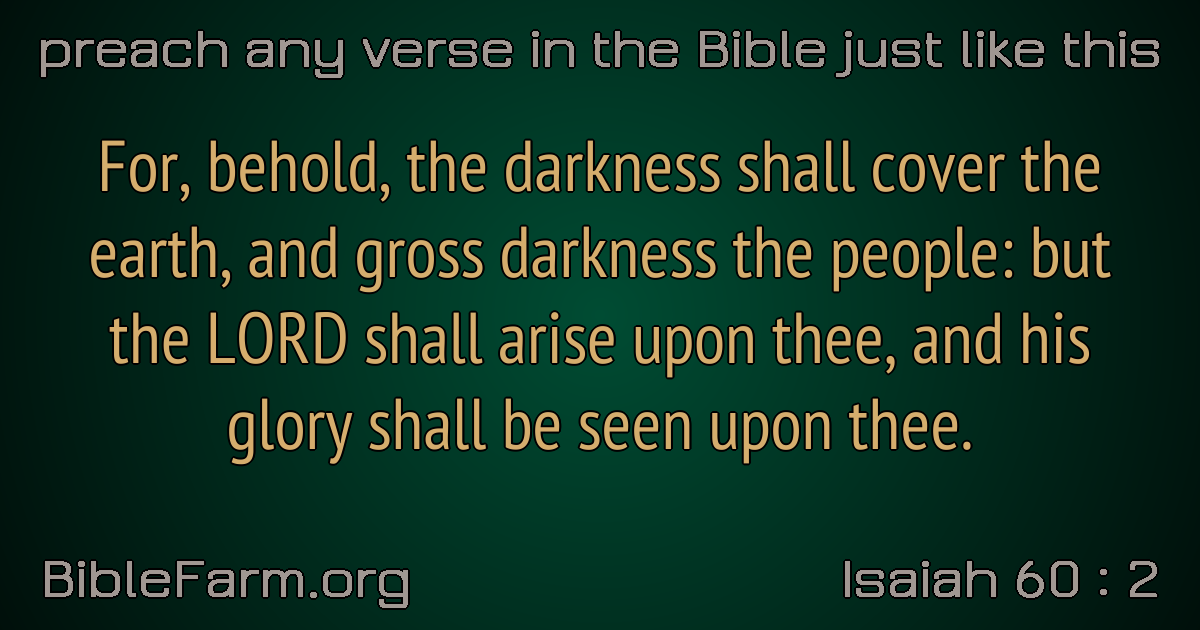 preach any verse in the Bible just like this
For, behold, the darkness shall cover the
earth, and gross darkness the people: but
the LORD shall arise upon thee, and his
glory shall be seen upon thee.
BibleFarm.org
Isaiah 60 : 2